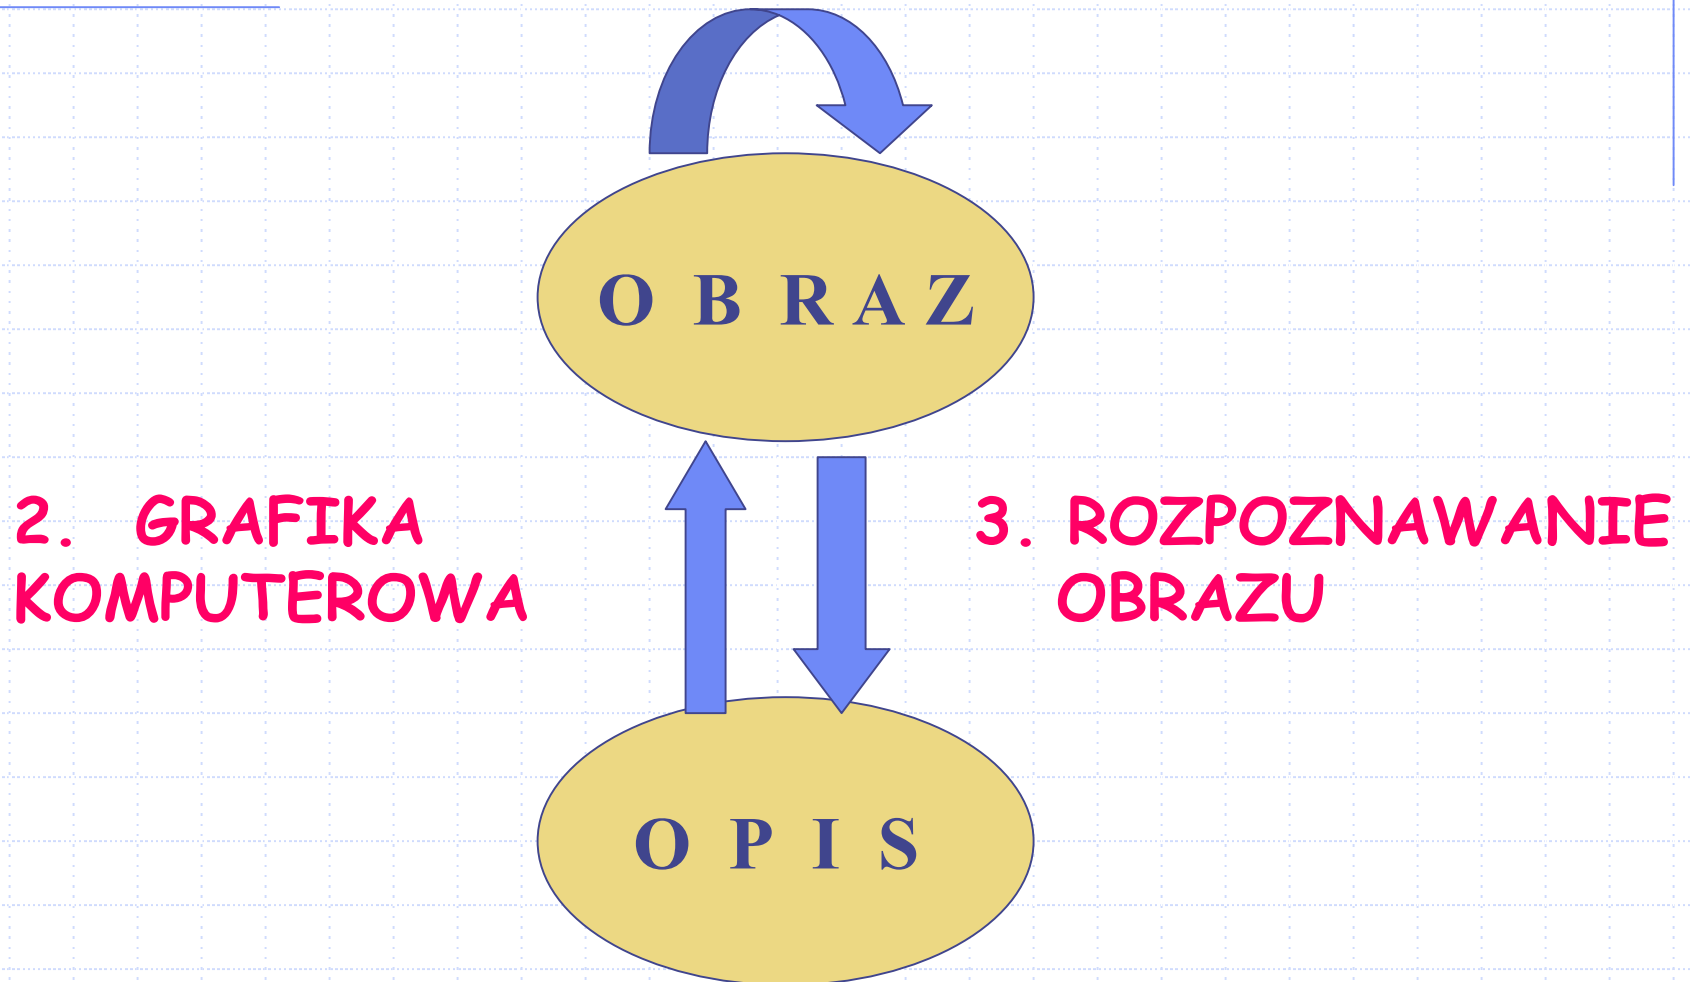 O B R A Z
2. GRAFIKA
KOMPUTEROWA
3. ROZPOZNAWANIE
OBRAZU
O P I S